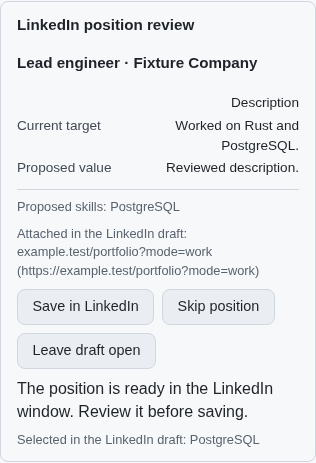 LinkedIn position review
Lead engineer · Fixture Company
Description
Current target Worked on Rust and
PostgreSQL.
Proposed value Reviewed description.
Proposed skills: PostgreSQL
Attached in the LinkedIn draft:
example.test/portfolio?mode=work
(https://example.test/portfolio?mode=work)
Save in LinkedIn Skip position
Leave draft open
The position is ready in the LinkedIn
window. Review it before saving.
Selected in the LinkedIn draft: PostgreSQL